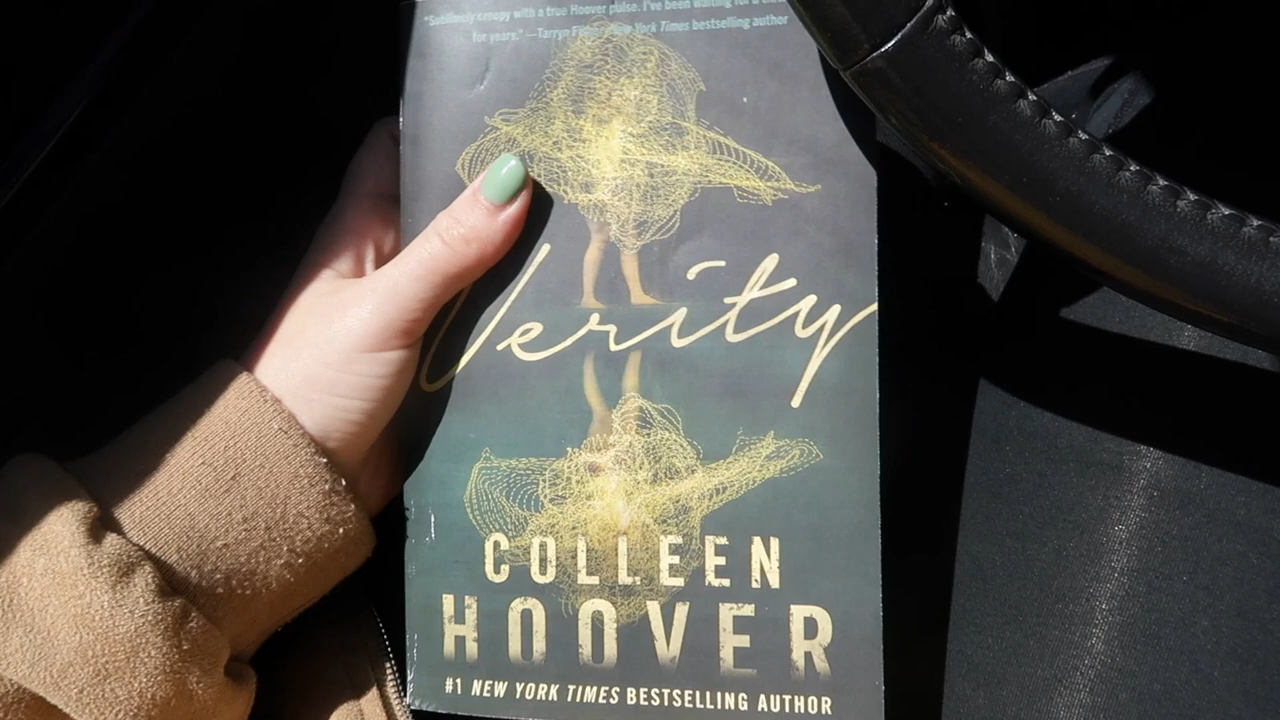 "Sublimely creepy with a true Hoover pulse. I've been waiting for a
for years." —Tarryn New York Times bestselling author
Verity
COLLEEN
HOOVER
#1 NEW YORK TIMES BESTSELLING AUTHOR